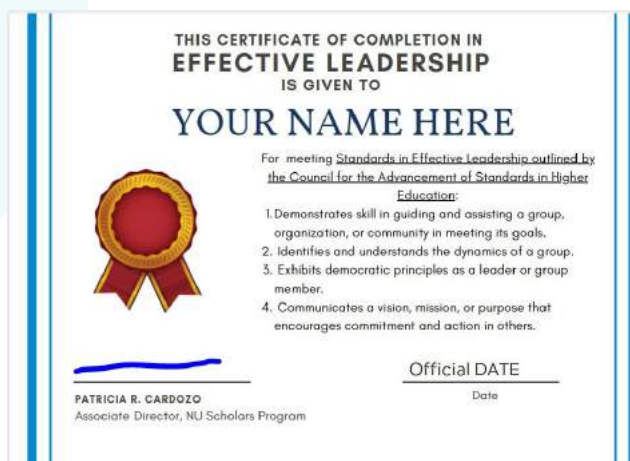 THIS CERTIFICATE OF COMPLETION IN
EFFECTIVE LEADERSHIP
IS GIVEN TO
YOUR NAME HERE
For meeting Standards in Effective Leadership outlined by
the Council for the Advancement of Standards in Higher
Education:
1. Demonstrates skill in guiding and assisting a group,
organization, or community in meeting its goals.
2. Identifies and understands the dynamics of a group.
3. Exhibits democratic principles as a leader or group
member.
4. Communicates a vision, mission, or purpose that
encourages commitment and action in others.
PATRICIA R. CARDOZO
Associate Director, NU Scholars Program
Official DATE
Date